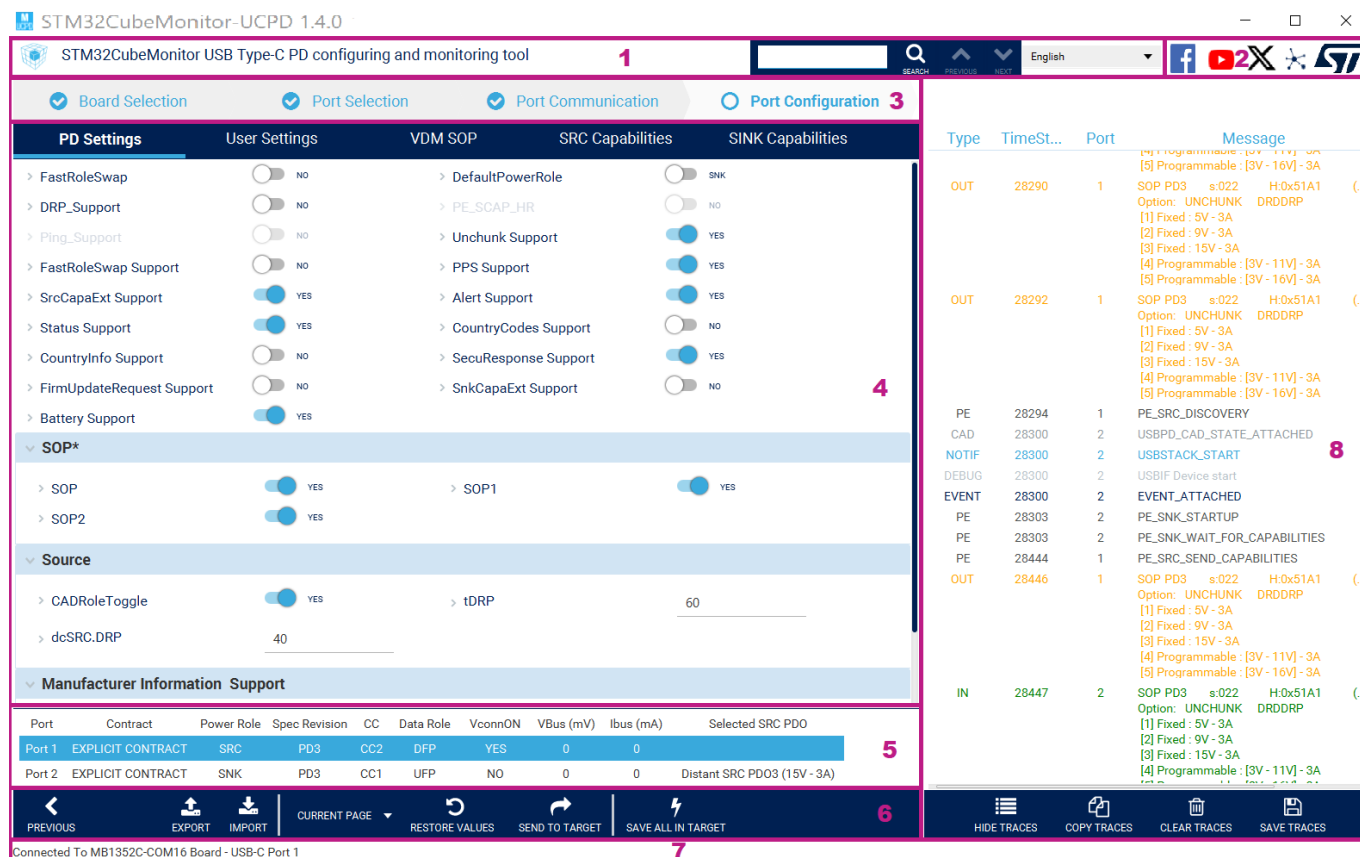 STM32CubeMonitor-UCPD 1.4.0
STM32CubeMonitor USB Type-C PD configuring and monitoring tool
1
SEARCH
PREVIOUS
NEXT
English
2
Board Selection
Port Selection
Port Communication
Port Configuration
3
PD Settings
User Settings
VDM SOP
SRC Capabilities
SINK Capabilities
FastRoleSwap NO
DefaultPowerRole SNK
DRP_Support NO
PE_SCAP_HR NO
Ping_Support NO
Unchunk Support YES
FastRoleSwap Support NO
PPS Support YES
SrcCapaExt Support YES
Alert Support YES
Status Support YES
CountryCodes Support NO
CountryInfo Support NO
SecuResponse Support YES
FirmUpdateRequest Support NO
SnkCapaExt Support NO
4
Battery Support YES
SOP*
SOP YES
SOP1 YES
SOP2 YES
Source
CADRoleToggle YES
tDRP 60
dcSRC.DRP 40
Manufacturer Information Support
Port Contract Power Role Spec Revision CC Data Role VconnON VBus (mV) Ibus (mA) Selected SRC PDO
Port 1 EXPLICIT CONTRACT SRC PD3 CC2 DFP YES 0 0
5
Port 2 EXPLICIT CONTRACT SNK PD3 CC1 UFP NO 0 0 Distant SRC PDO3 (15V - 3A)
PREVIOUS
EXPORT
IMPORT
CURRENT PAGE
RESTORE VALUES
SEND TO TARGET
SAVE ALL IN TARGET
6
Connected To MB1352C-COM16 Board - USB-C Port 1
7
Type TimeSt... Port Message
[4] Programmable : [3V - 11V] - 3A
[5] Programmable : [3V - 16V] - 3A
OUT 28290 1 SOP PD3 s:022 H:0x51A1 (.
Option: UNCHUNK DRDDRP
[1] Fixed : 5V - 3A
[2] Fixed : 9V - 3A
[3] Fixed : 15V - 3A
[4] Programmable : [3V - 11V] - 3A
[5] Programmable : [3V - 16V] - 3A
OUT 28292 1 SOP PD3 s:022 H:0x51A1 (.
Option: UNCHUNK DRDDRP
[1] Fixed : 5V - 3A
[2] Fixed : 9V - 3A
[3] Fixed : 15V - 3A
[4] Programmable : [3V - 11V] - 3A
[5] Programmable : [3V - 16V] - 3A
PE 28294 1 PE_SRC_DISCOVERY
CAD 28300 2 USBPD_CAD_STATE_ATTACHED
8
NOTIF 28300 2 USBSTACK_START
DEBUG 28300 2 USBIF Device start
EVENT 28300 2 EVENT_ATTACHED
PE 28303 2 PE_SNK_STARTUP
PE 28303 2 PE_SNK_WAIT_FOR_CAPABILITIES
PE 28444 1 PE_SRC_SEND_CAPABILITIES
OUT 28446 1 SOP PD3 s:022 H:0x51A1 (.
Option: UNCHUNK DRDDRP
[1] Fixed : 5V - 3A
[2] Fixed : 9V - 3A
[3] Fixed : 15V - 3A
[4] Programmable : [3V - 11V] - 3A
[5] Programmable : [3V - 16V] - 3A
IN 28447 2 SOP PD3 s:022 H:0x51A1 (.
Option: UNCHUNK DRDDRP
[1] Fixed : 5V - 3A
[2] Fixed : 9V - 3A
[3] Fixed : 15V - 3A
[4] Programmable : [3V - 11V] - 3A
HIDE TRACES
COPY TRACES
CLEAR TRACES
SAVE TRACES